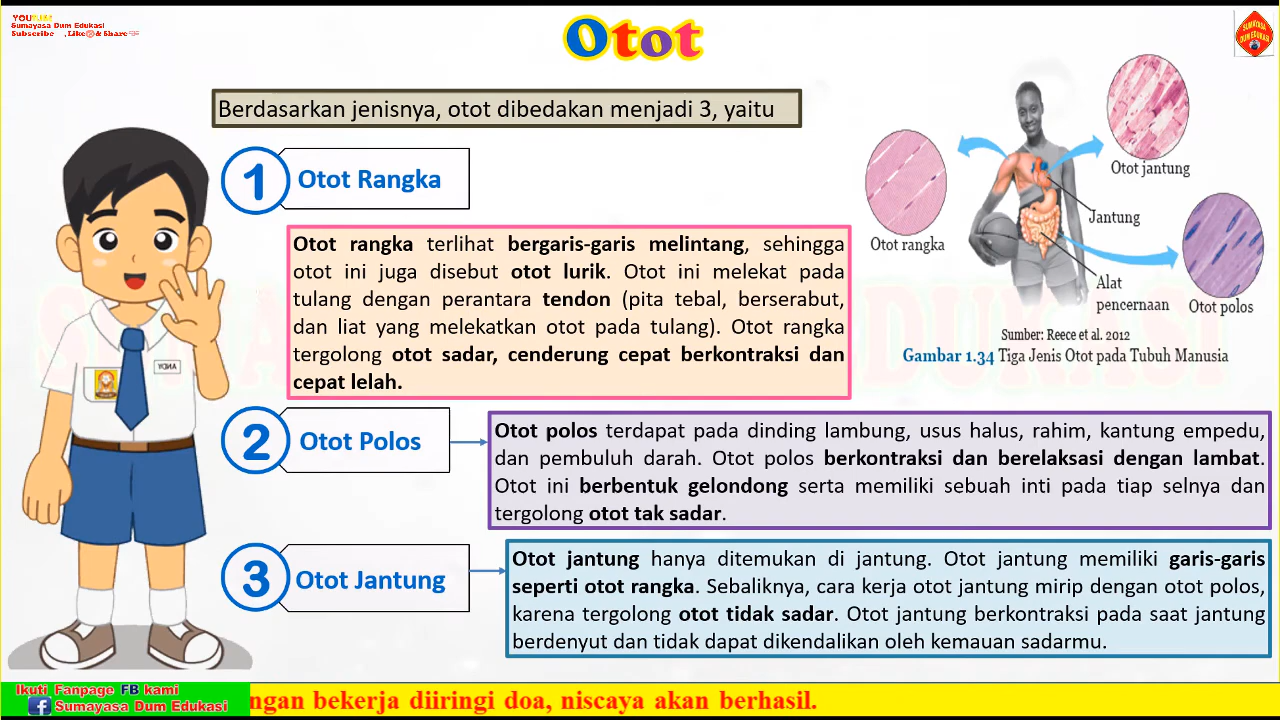 YOUTUBE
Sumayasa Dum Edukasi
Subscribe , Like & Share
Otot
SUMAYASA
DUM EDUKASI
Berdasarkan jenisnya, otot dibedakan menjadi 3, yaitu
1 Otot Rangka
Otot rangka terlihat bergaris-garis melintang, sehingga
otot ini juga disebut otot lurik. Otot ini melekat pada
tulang dengan perantara tendon (pita tebal, berserabut,
dan liat yang melekatkan otot pada tulang). Otot rangka
tergolong otot sadar, cenderung cepat berkontraksi dan
cepat lelah.
Otot jantung
Jantung
Otot rangka
Alat
pencernaan
Otot polos
Sumber: Reece et al. 2012
Gambar 1.34 Tiga Jenis Otot pada Tubuh Manusia
ANDY
2 Otot Polos
Otot polos terdapat pada dinding lambung, usus halus, rahim, kantung empedu,
dan pembuluh darah. Otot polos berkontraksi dan berelaksasi dengan lambat.
Otot ini berbentuk gelondong serta memiliki sebuah inti pada tiap selnya dan
tergolong otot tak sadar.
3 Otot Jantung
Otot jantung hanya ditemukan di jantung. Otot jantung memiliki garis-garis
seperti otot rangka. Sebaliknya, cara kerja otot jantung mirip dengan otot polos,
karena tergolong otot tidak sadar. Otot jantung berkontraksi pada saat jantung
berdenyut dan tidak dapat dikendalikan oleh kemauan sadarmu.
Ikuti Fanpage FB kami
Sumayasa Dum Edukasi
ngan bekerja diiringi doa, niscaya akan berhasil.